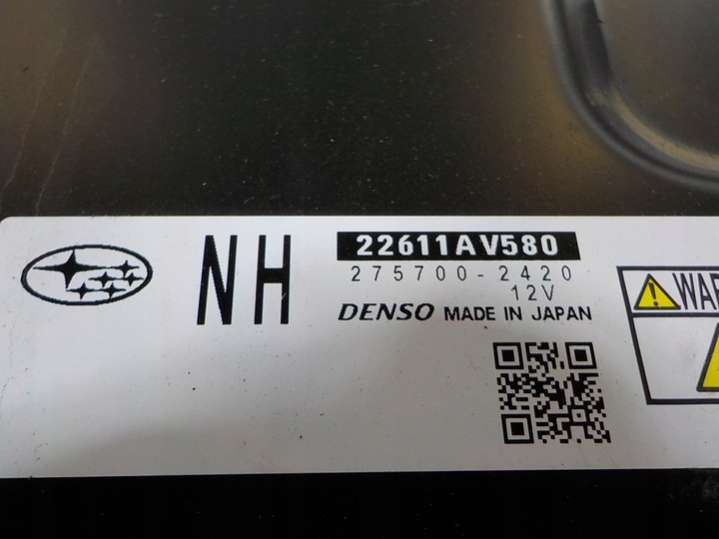 NH
22611AV580
275700-2420
12V
DENSO MADE IN JAPAN